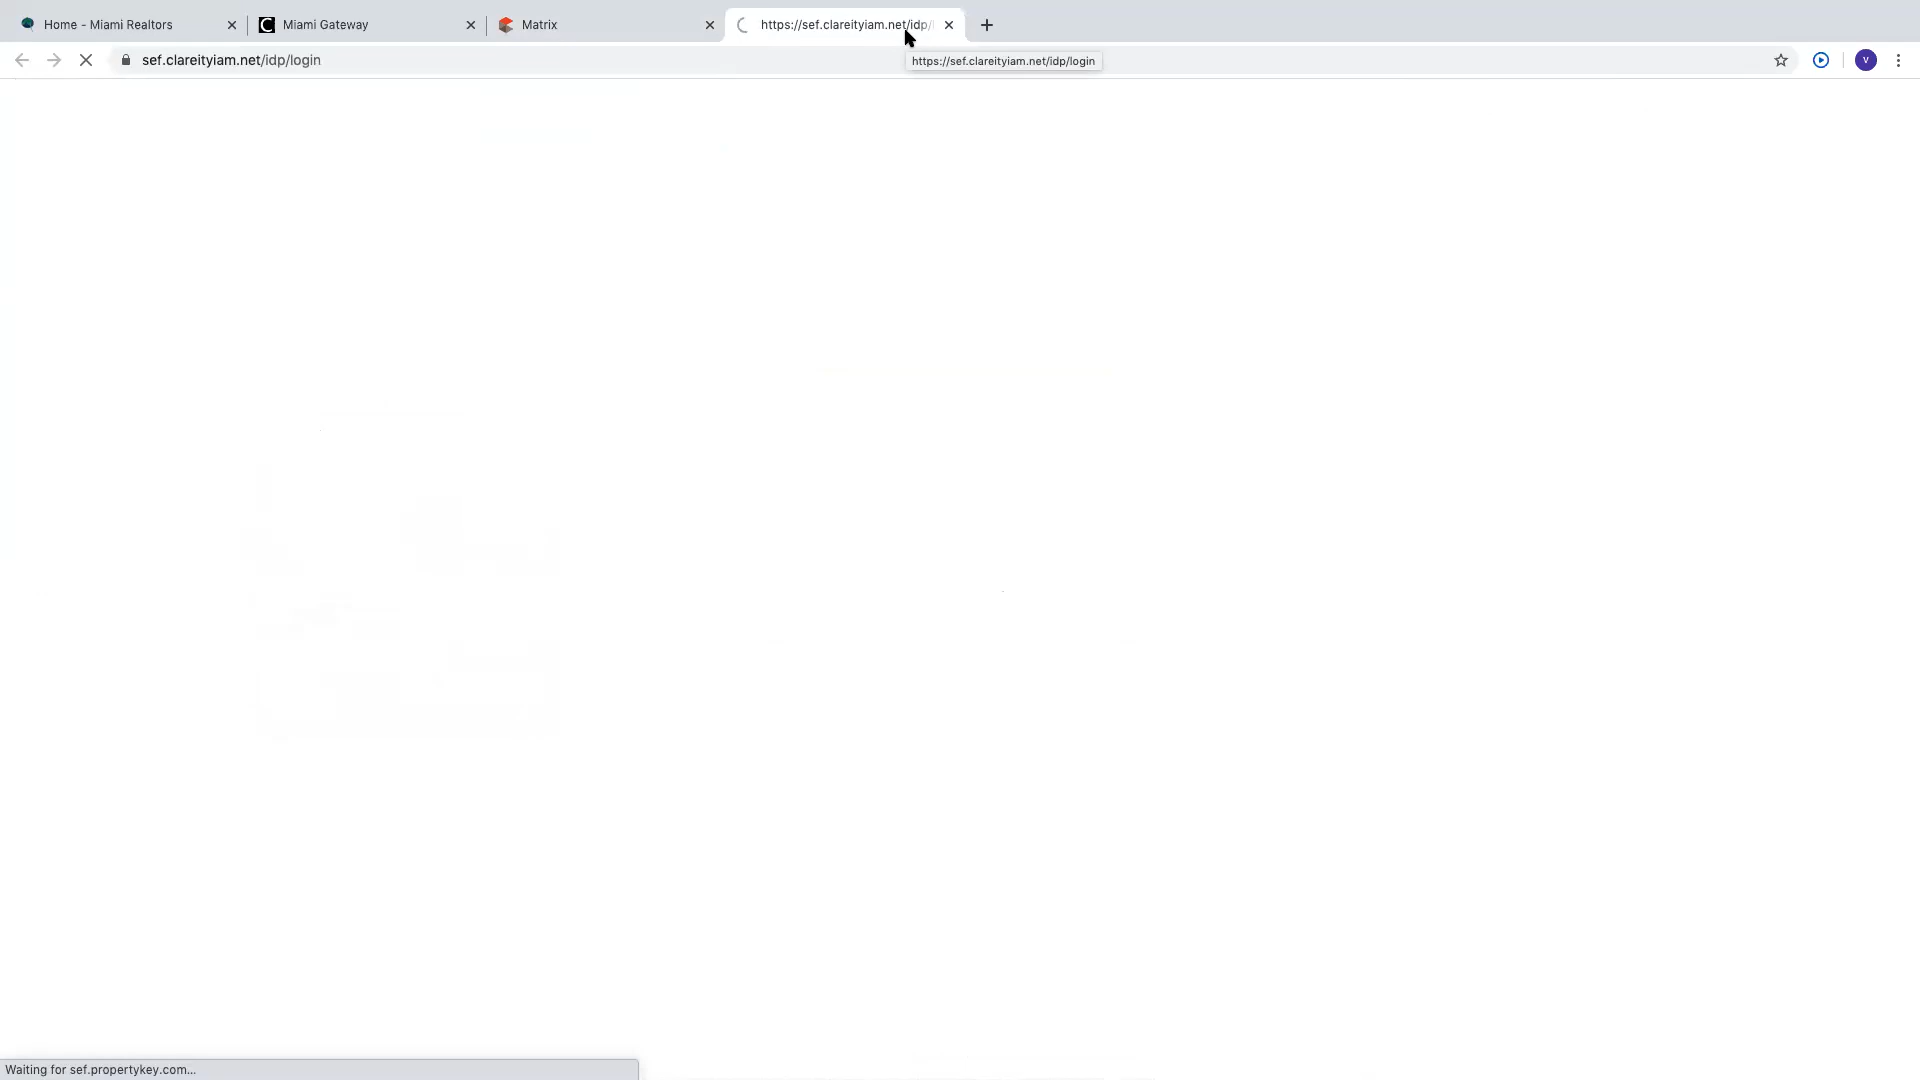 Home - Miami Realtors
Miami Gateway
Matrix
https://sef.clareityiam.net/idp/
sef.clareityiam.net/idp/login
https://sef.clareityiam.net/idp/login
V
Waiting for sef.propertykey.com...